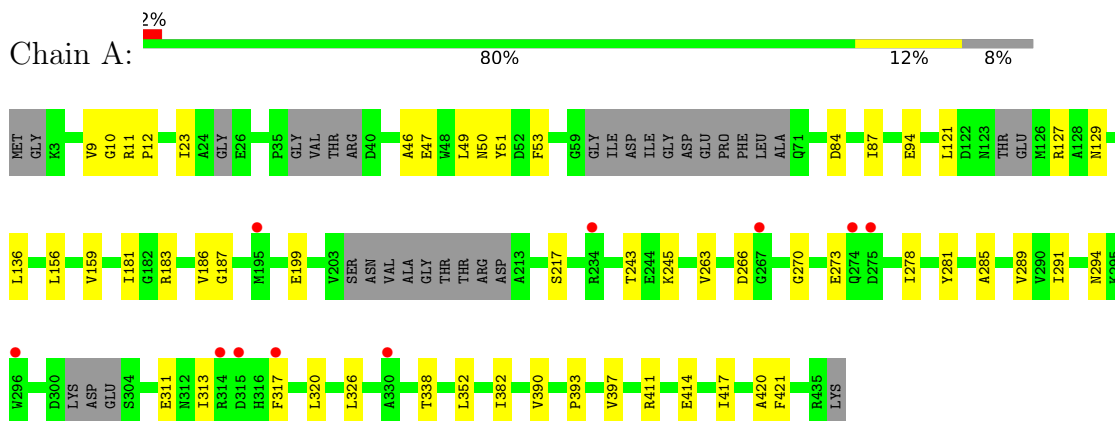 2%
Chain A:
80% 12% 8%
MET GLY K3 V9 G10 R11 P12 I23 A24 GLY E26 P35 GLY VAL THR ARG D40 A46 E47 W48 L49 N50 Y51 D52 F53 G59 GLY ILE ASP ILE GLY ASP GLU PRO PHE LEU ALA Q71 D84 I87 E94 L121 D122 N123 THR GLU M126 R127 A128 N129
L136 L156 V159 I181 G182 R183 V186 G187 M195 E199 V203 SER ASN VAL ALA GLY THR THR ARG ASP A213 S217 R234 T243 E244 K245 V263 D266 G267 G270 E273 Q274 D275 I278 Y281 A285 V289 V290 I291 N294 K295
W296 D300 LYS ASP GLU S304 E311 N312 I313 R314 D315 H316 F317 L320 L326 A330 T338 L352 I382 V390 P393 V397 R411 E414 I417 A420 F421 R435 LYS